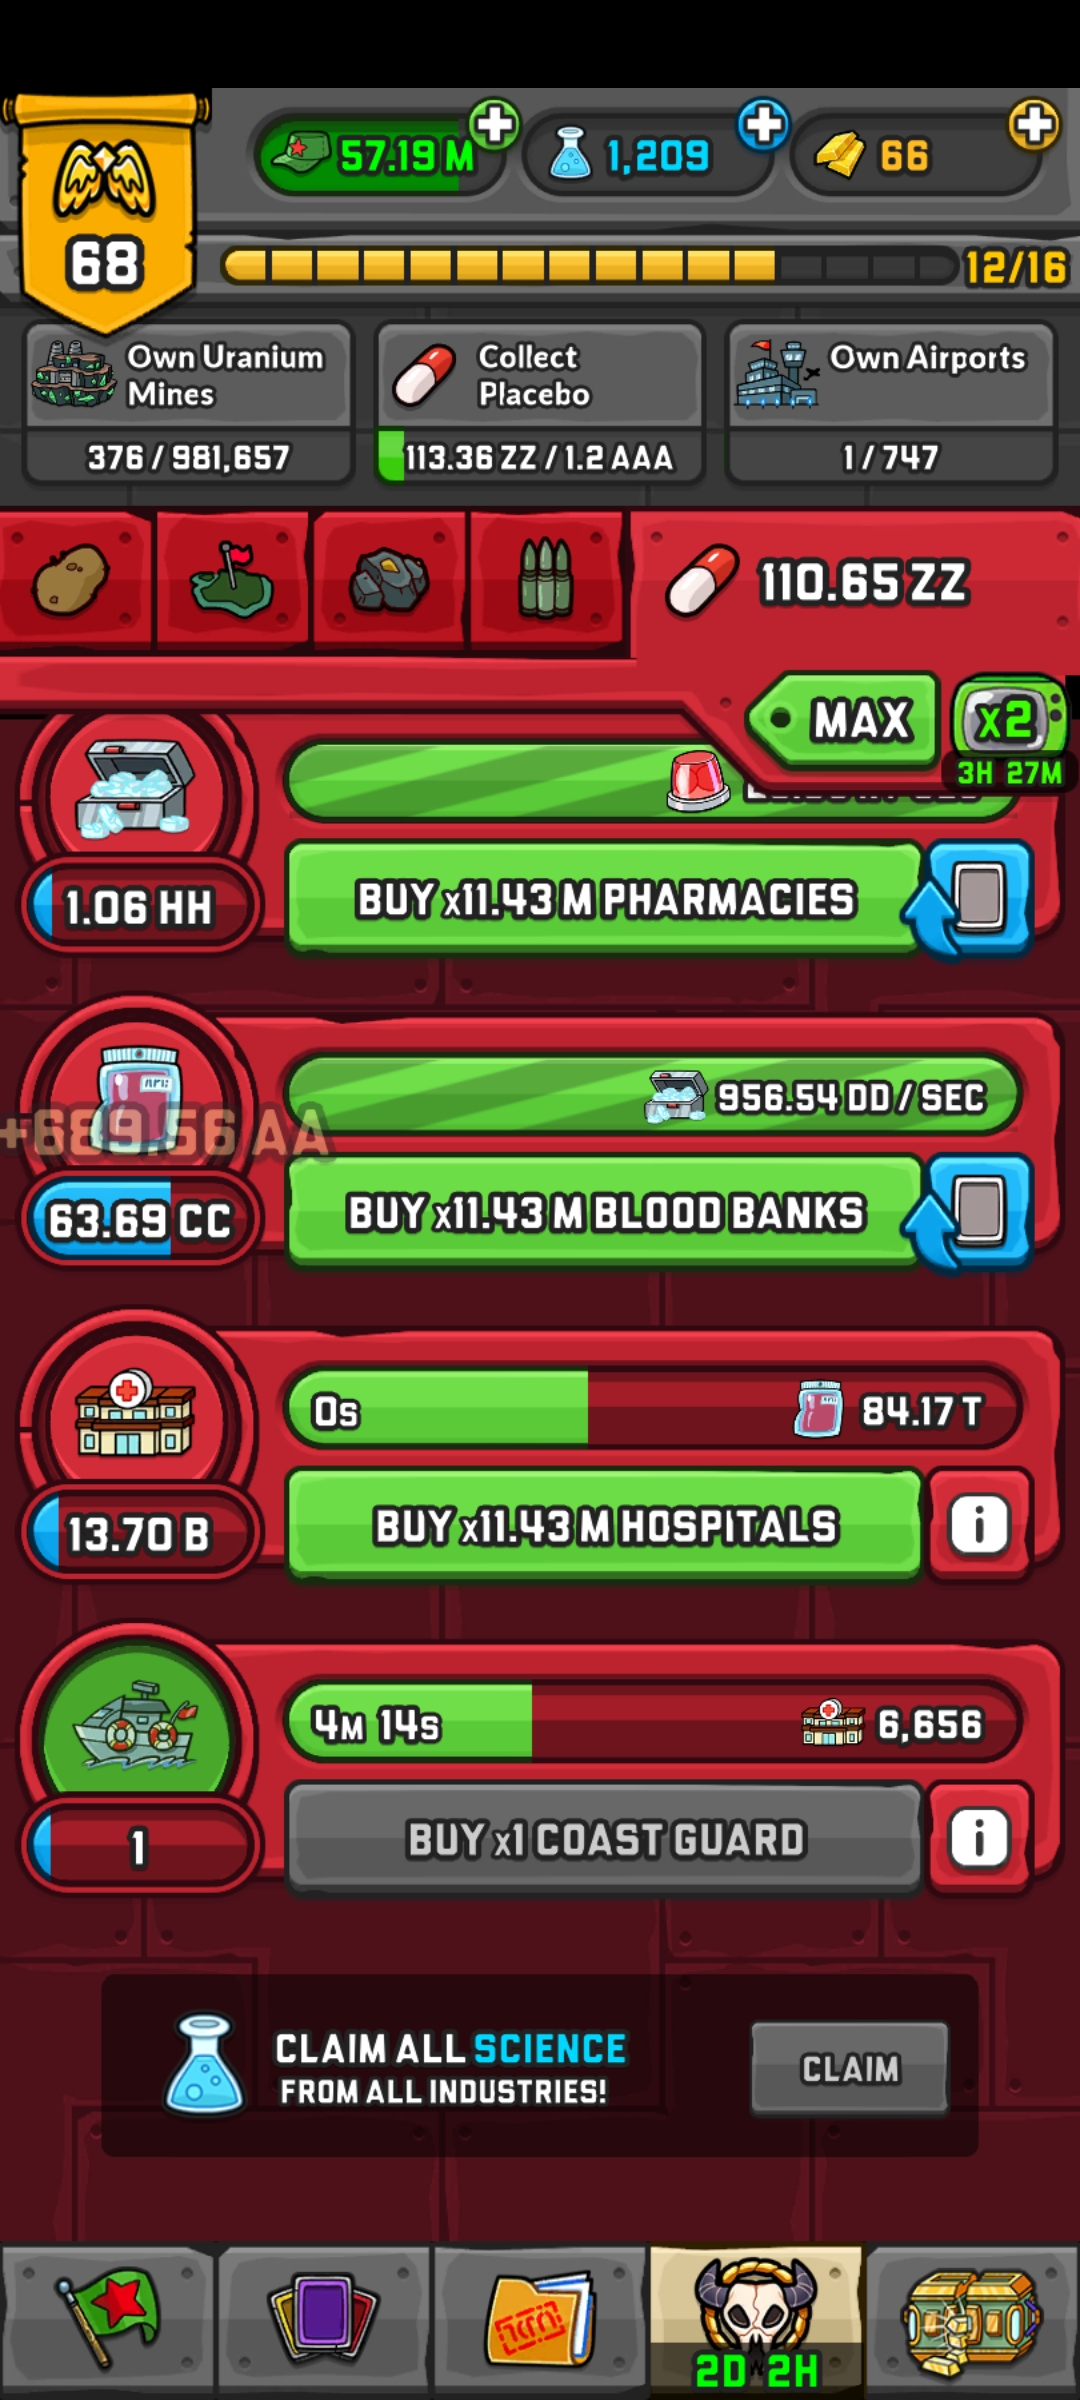 57.19 M
1,209
66
68
12/16
Own Uranium Mines
376 / 981,657
Collect Placebo
113.36 ZZ / 1.2 AAA
Own Airports
1 / 747
110.65 ZZ
MAX
x2
3H 27M
1.06 HH
BUY x11.43 M PHARMACIES
956.54 DD / SEC
+689.56 AA
63.69 CC
BUY x11.43 M BLOOD BANKS
0s
84.17 T
13.70 B
BUY x11.43 M HOSPITALS
i
4M 14S
6,656
1
BUY x1 COAST GUARD
i
CLAIM ALL SCIENCE
FROM ALL INDUSTRIES!
CLAIM
2D 2H